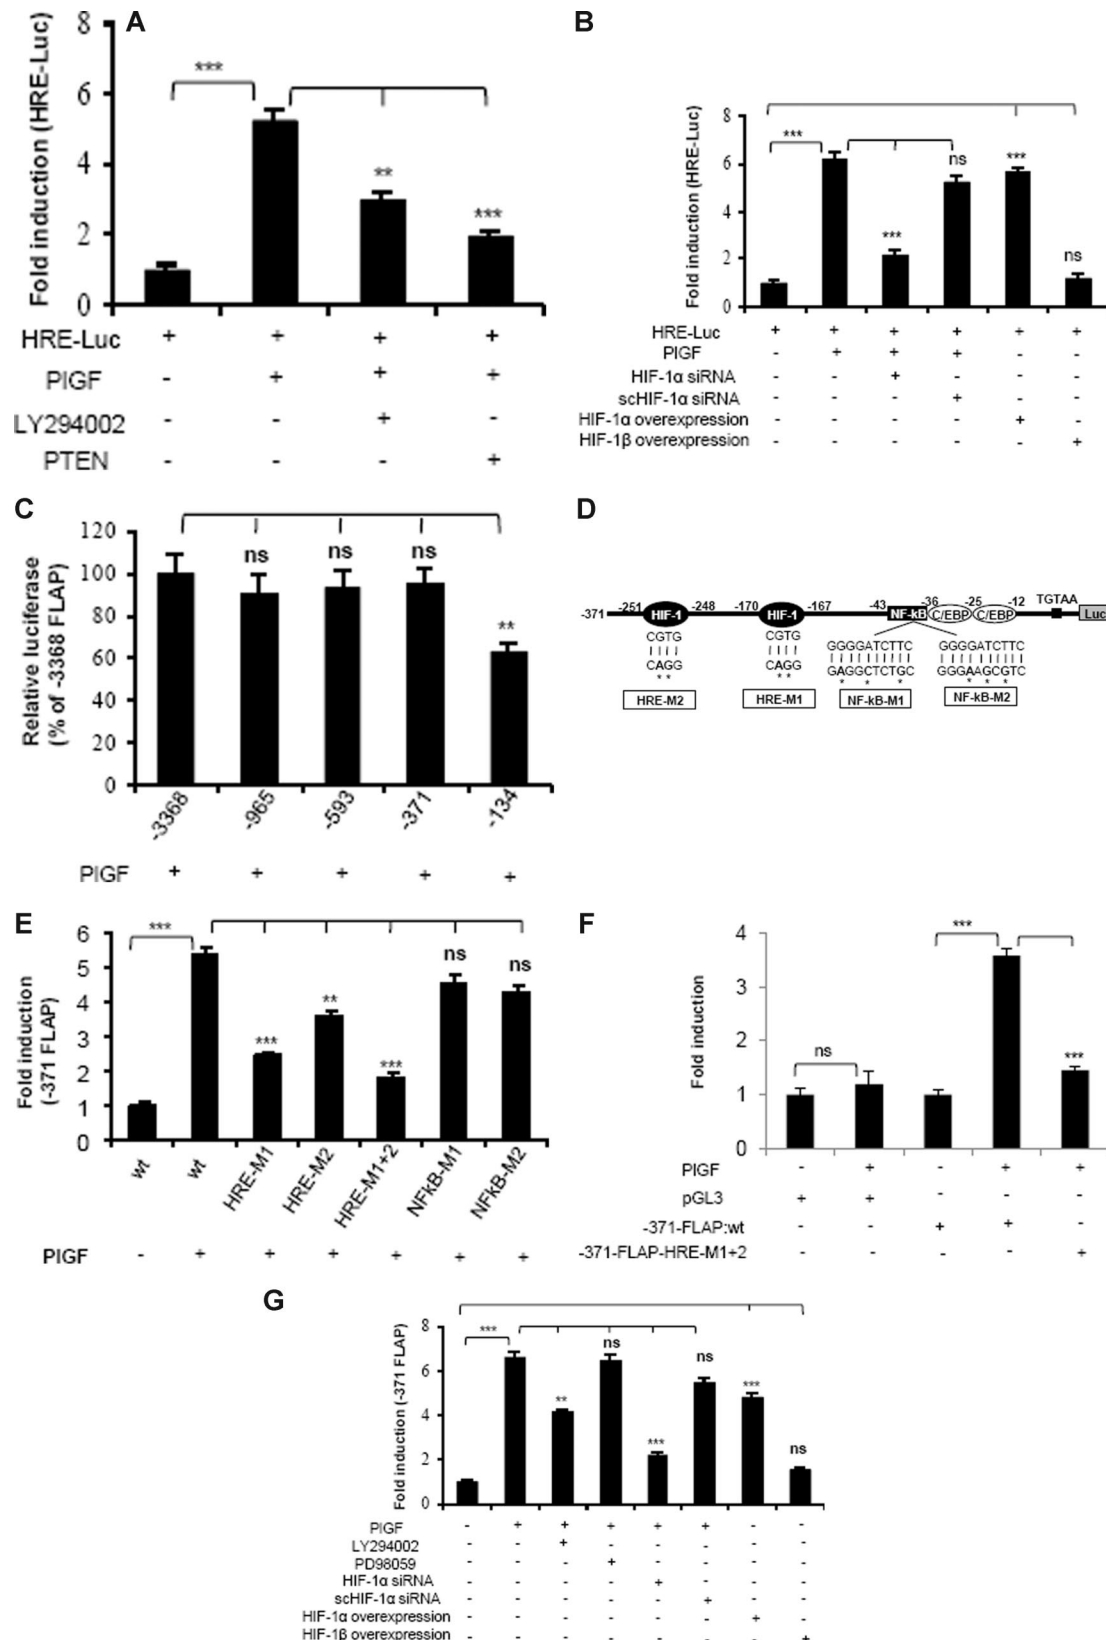 A
Fold induction (HRE-Luc)
8
6
4
2
0
***
**
***
HRE-Luc + + + +
PlGF - + + +
LY294002 - - + -
PTEN - - - +
B
Fold induction (HRE-Luc)
8
6
4
2
0
***
***
ns
***
ns
HRE-Luc + + + + + +
PlGF - + + + - -
HIF-1α siRNA - - + - - -
scHIF-1α siRNA - - - + - -
HIF-1α overexpression - - - - + -
HIF-1β overexpression - - - - - +
C
Relative luciferase
(% of -3368 FLAP)
120
100
80
60
40
20
0
ns
ns
ns
**
-3368 -965 -593 -371 -134
PlGF + + + + +
D
-371 -251 HIF-1 -248 -170 HIF-1 -167 -43 NF-kB -36 C/EBP -25 C/EBP -12 TGTAA Luc
CGTG CGTG GGGGATCTTC GGGGATCTTC
CAGG CAGG GAGGCTCTGC GGGAAGCGTC
** ** * * * * * *
HRE-M2 HRE-M1 NF-kB-M1 NF-kB-M2
E
Fold induction
(-371 FLAP)
6
5
4
3
2
1
0
***
***
**
***
ns
ns
wt wt HRE-M1 HRE-M2 HRE-M1+2 NFkB-M1 NFkB-M2
PlGF - + + + + + +
F
Fold induction
4
3
2
1
0
ns
***
***
PlGF - + - + +
pGL3 + + - - -
-371-FLAP:wt - - + + -
-371-FLAP-HRE-M1+2 - - - - +
G
Fold induction (-371 FLAP)
8
6
4
2
0
***
**
ns
***
ns
***
ns
PlGF - + + + + + - -
LY294002 - - + - - - - -
PD98059 - - - + - - - -
HIF-1α siRNA - - - - + - - -
scHIF-1α siRNA - - - - - + - -
HIF-1α overexpression - - - - - - + -
HIF-1β overexpression - - - - - - - +